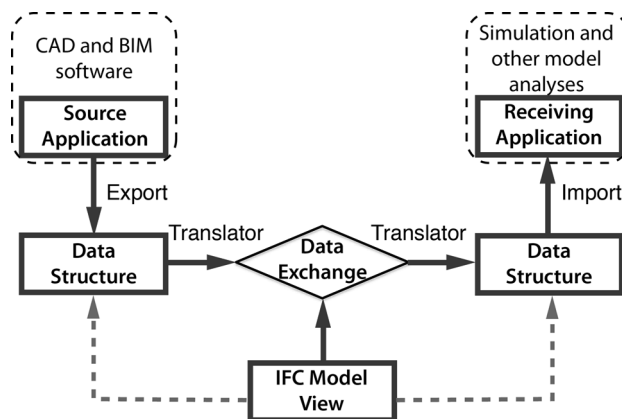 CAD and BIM
software
Source
Application
Simulation and
other model
analyses
Receiving
Application
Export
Import
Translator
Translator
Data
Structure
Data
Exchange
Data
Structure
IFC Model
View